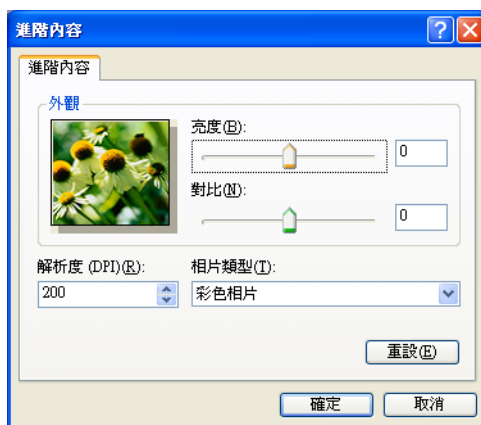 進階內容
進階內容
外觀
亮度(B):
0
對比(N):
0
解析度 (DPI)(R):
相片類型(T):
200
彩色相片
重設(E)
確定
取消